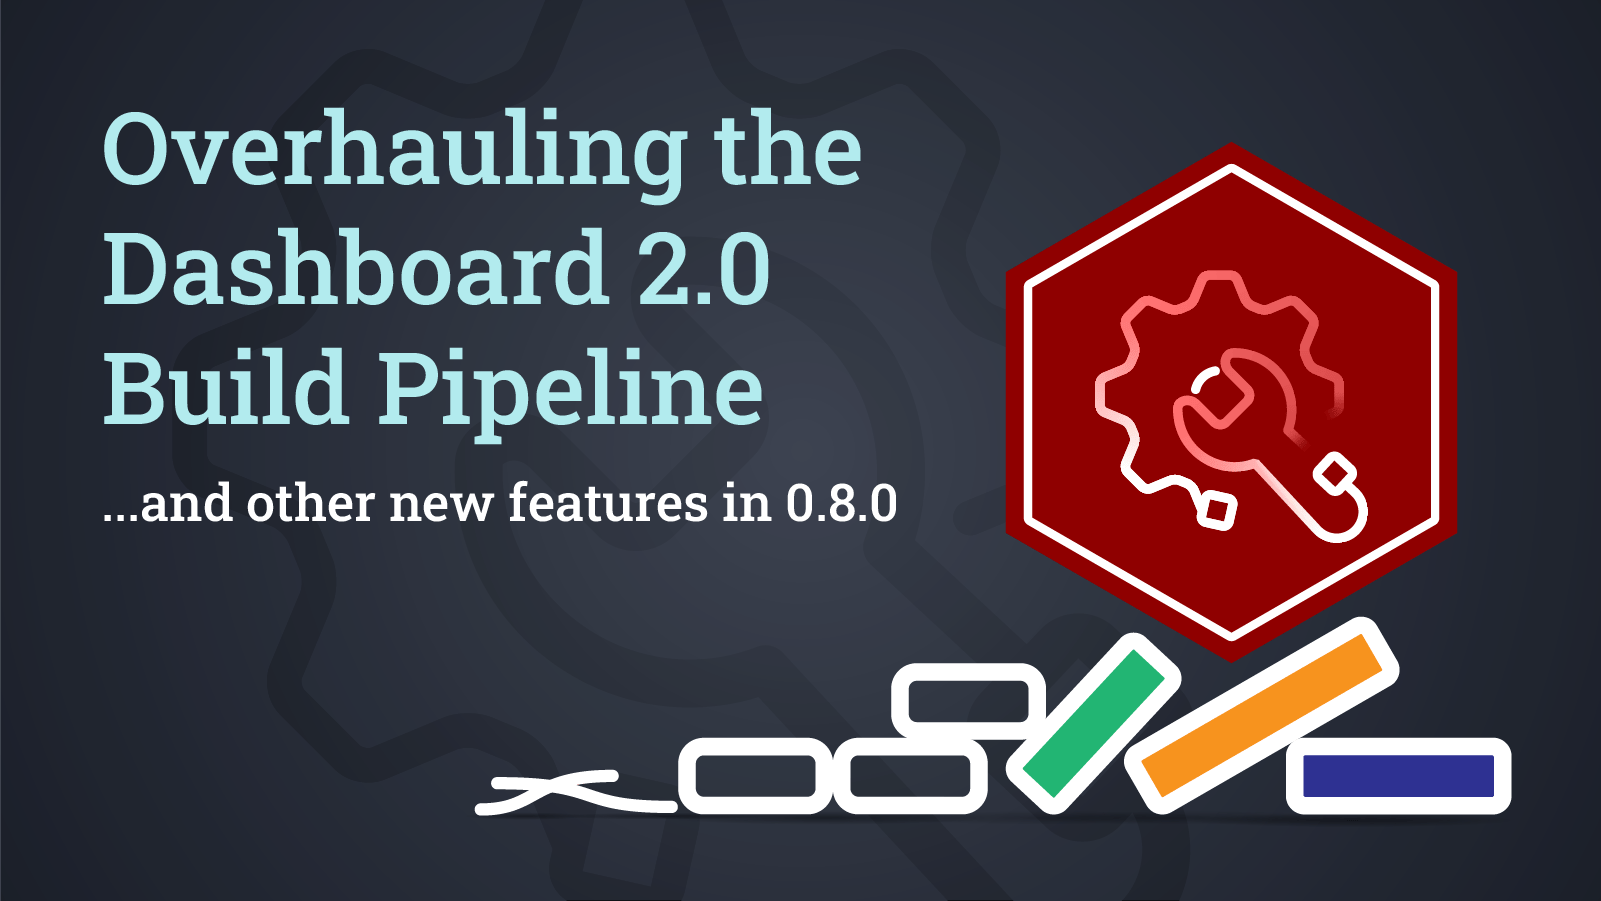 Overhauling the
Dashboard 2.0
Build Pipeline
...and other new features in 0.8.0